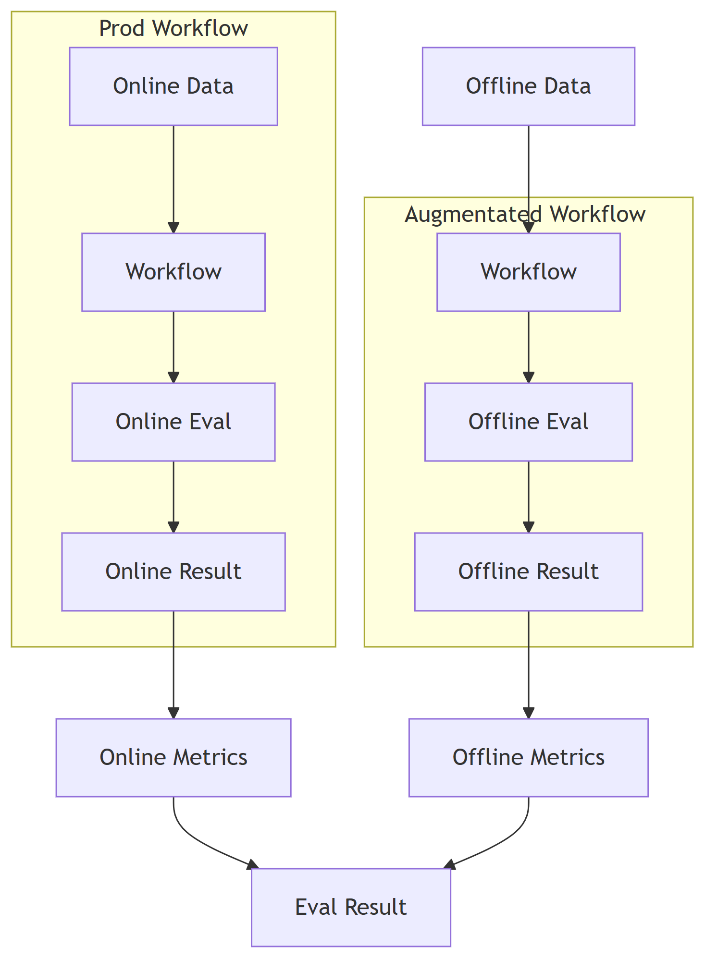 Prod Workflow
Online Data
Workflow
Online Eval
Online Result
Online Metrics
Offline Data
Augmentated Workflow
Workflow
Offline Eval
Offline Result
Offline Metrics
Eval Result